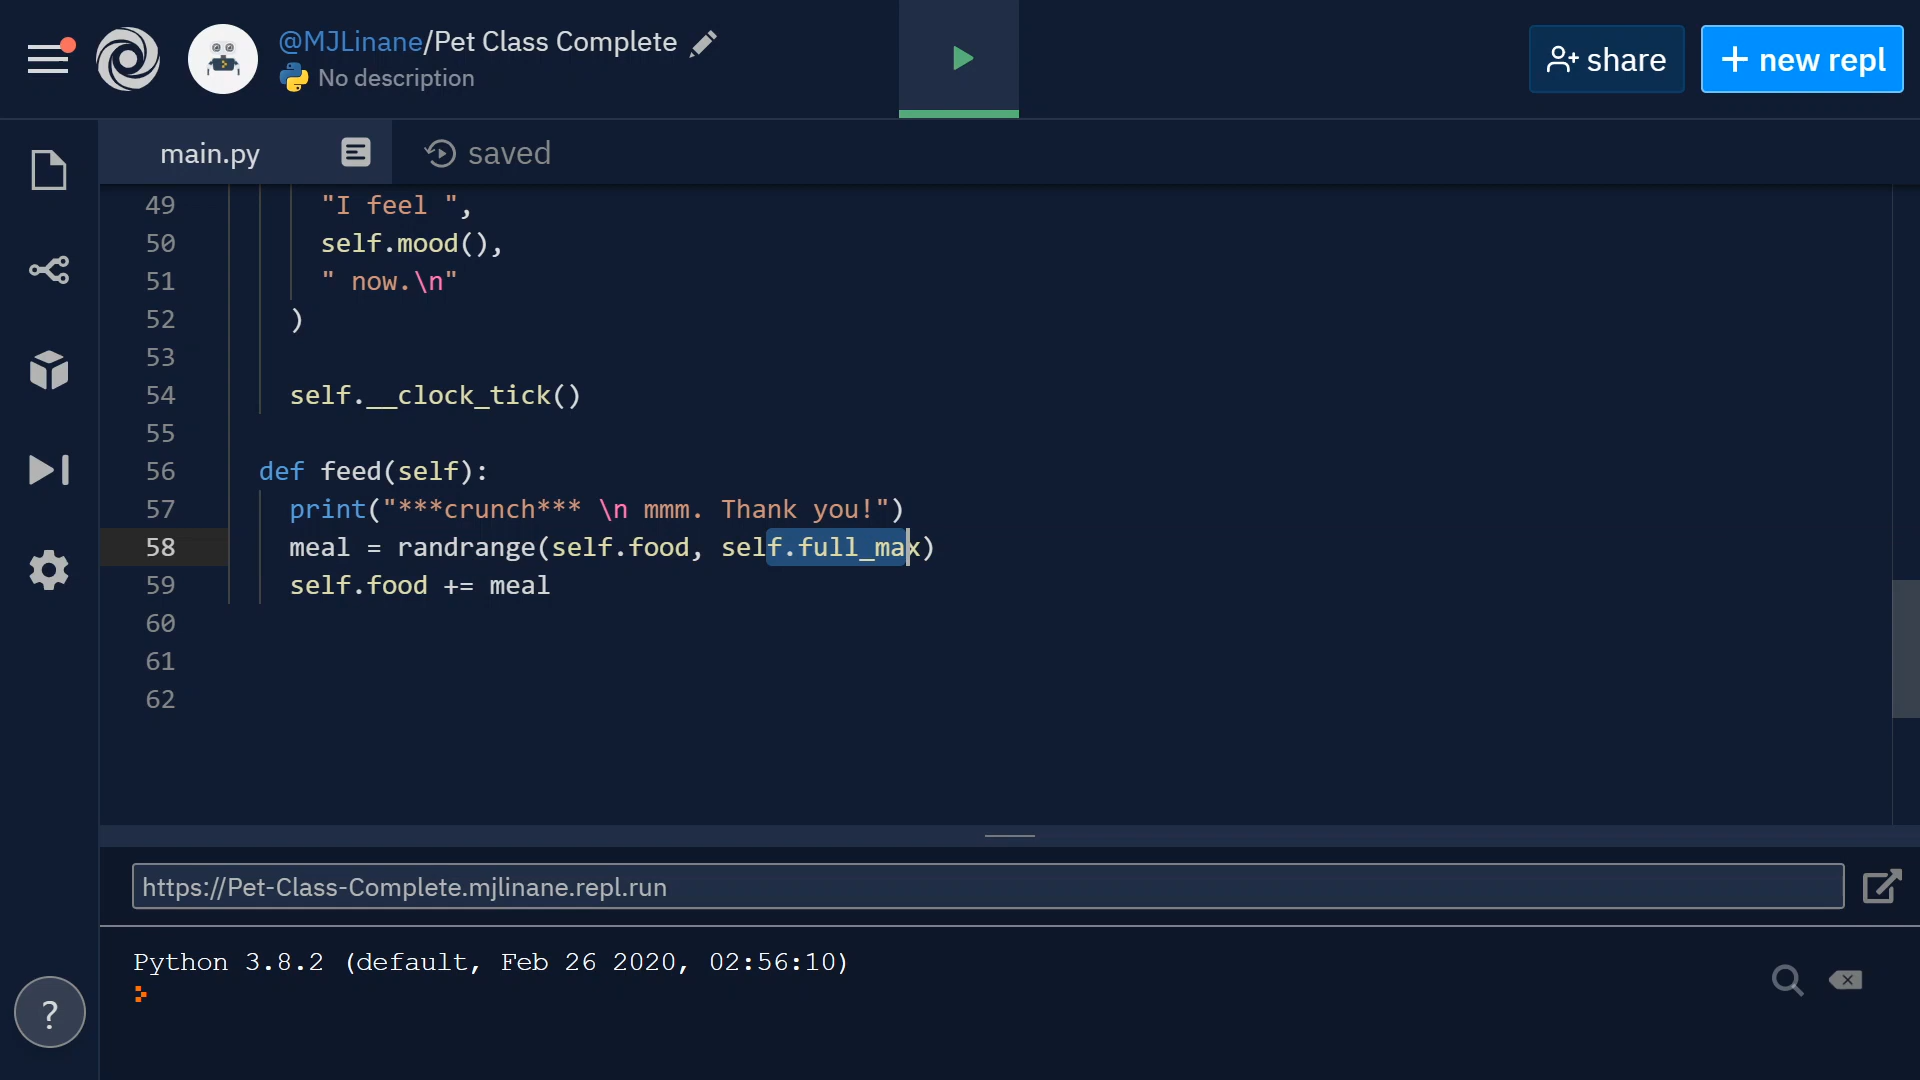 @MJLinane/Pet Class Complete
No description
share
+ new repl
main.py
saved
49 "I feel ",
50 self.mood(),
51 " now.\n"
52 )
53
54 self.__clock_tick()
55
56 def feed(self):
57 print("***crunch*** \n mmm. Thank you!")
58 meal = randrange(self.food, self.full_max)
59 self.food += meal
60
61
62
https://Pet-Class-Complete.mjlinane.repl.run
Python 3.8.2 (default, Feb 26 2020, 02:56:10)
?